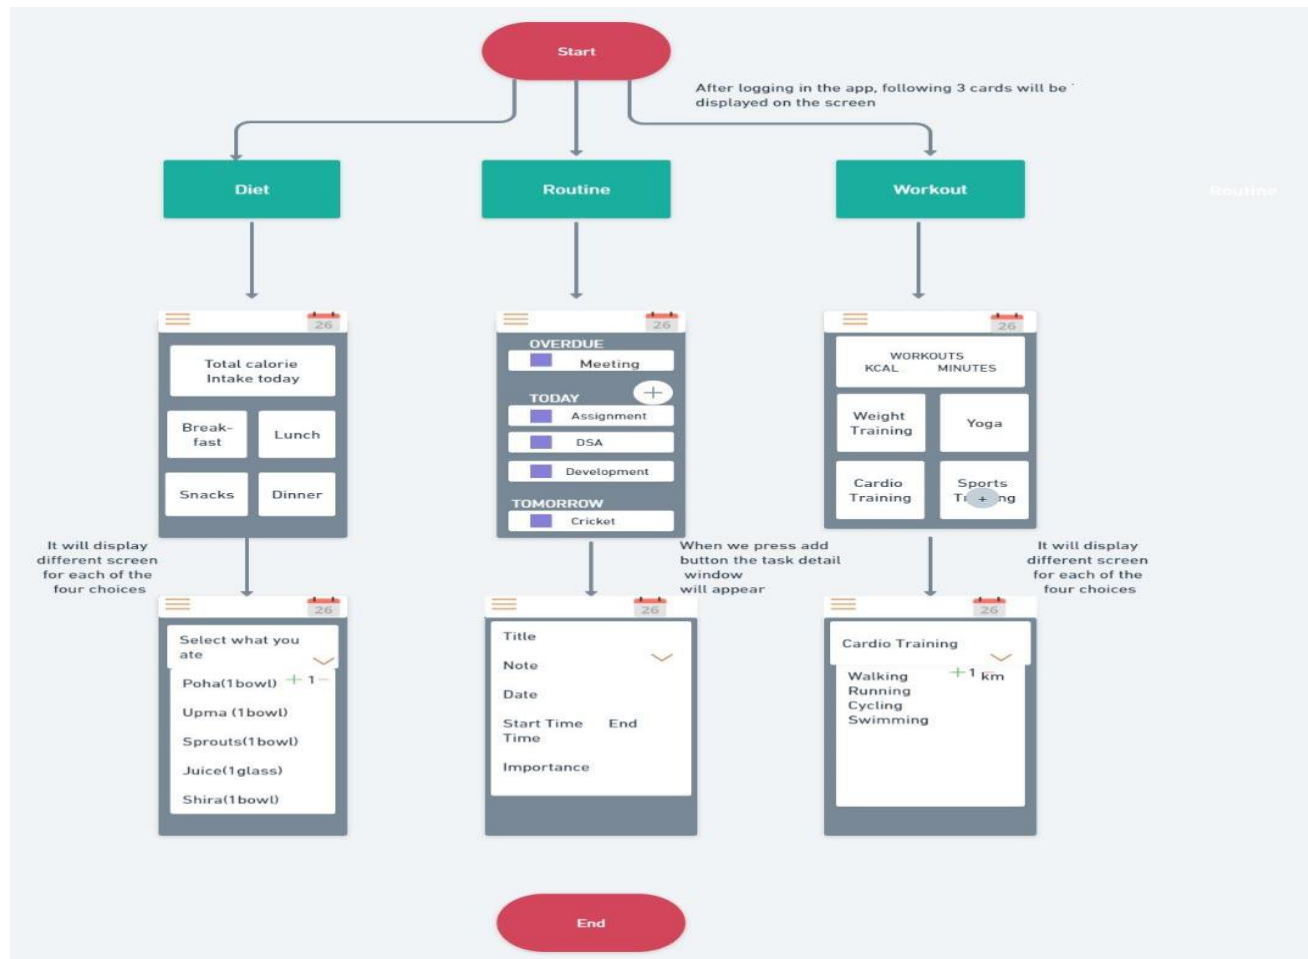 Start
After logging in the app, following 3 cards will be
displayed on the screen
Diet
Routine
Workout
Routine
26
Total calorie
Intake today
Break-
fast
Lunch
Snacks
Dinner
26
OVERDUE
Meeting
+
TODAY
Assignment
DSA
Development
TOMORROW
Cricket
26
WORKOUTS
KCAL MINUTES
Weight
Training
Yoga
Cardio
Training
Sports
+
It will display
different screen
for each of the
four choices
When we press add
button the task detail
window
will appear
It will display
different screen
for each of the
four choices
26
Select what you
ate
Poha(1bowl) + 1 -
Upma (1bowl)
Sprouts(1bowl)
Juice(1glass)
Shira(1bowl)
26
Title
Note
Date
Start Time End
Time
Importance
26
Cardio Training
Walking + 1 - km
Running
Cycling
Swimming
End